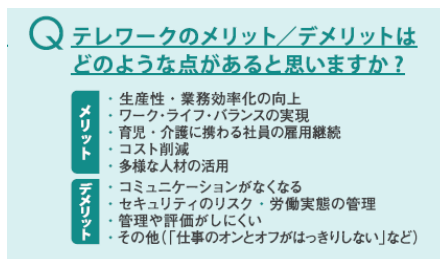 Q テレワークのメリット／デメリットは
どのような点があると思いますか？
メリット
・生産性・業務効率化の向上
・ワーク・ライフ・バランスの実現
・育児・介護に携わる社員の雇用継続
・コスト削減
・多様な人材の活用
デメリット
・コミュニケーションがなくなる
・セキュリティのリスク・労働実態の管理
・管理や評価がしにくい
・その他（「仕事のオンとオフがはっきりしない」など）